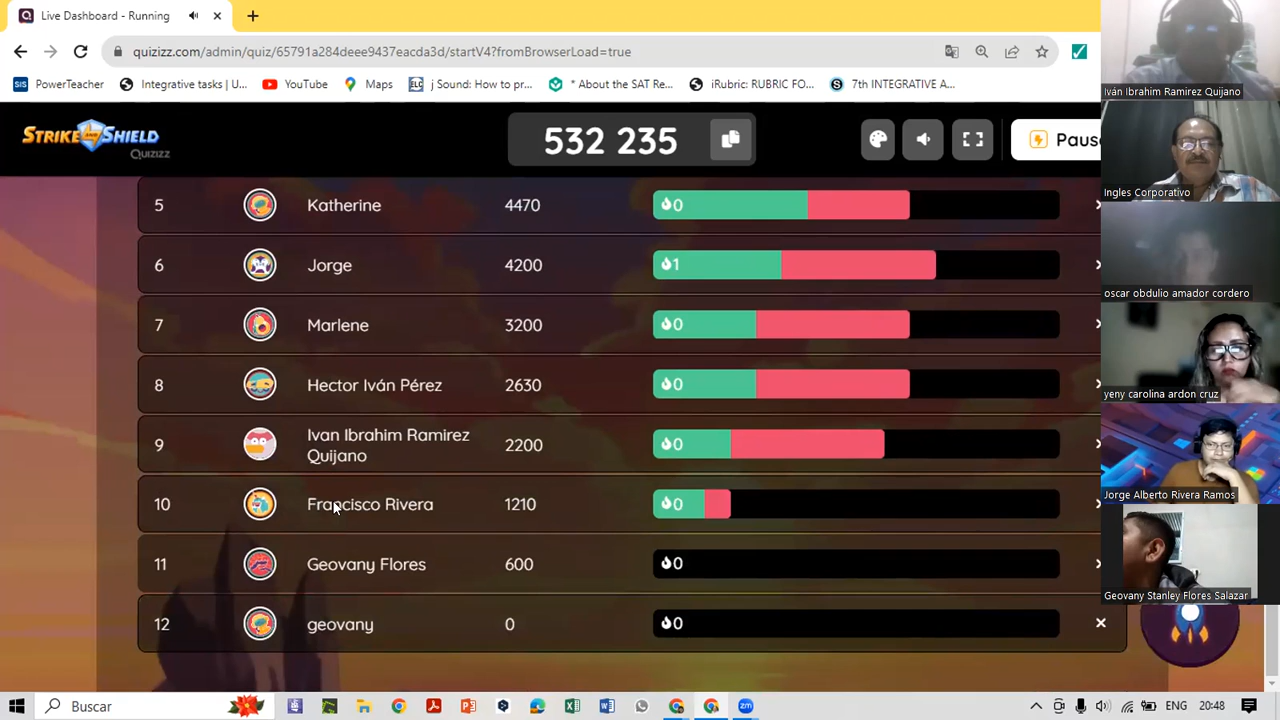 Live Dashboard - Running
quizizz.com/admin/quiz/65791a284deee9437eacda3d/startV4?fromBrowserLoad=true
SIS PowerTeacher
Integrative tasks | U...
YouTube
Maps
ELC j Sound: How to pr...
* About the SAT Re...
iRubric: RUBRIC FO...
S 7th INTEGRATIVE A...
STRIKE AND SHIELD
Quizizz
532 235
Paus
5 Katherine 4470 0
6 Jorge 4200 1
7 Marlene 3200 0
8 Hector Iván Pérez 2630 0
9 Ivan Ibrahim Ramirez
Quijano 2200 0
10 Francisco Rivera 1210 0
11 Geovany Flores 600 0
12 geovany 0 0
Iván Ibrahim Ramirez Quijano
Ingles Corporativo
oscar obdulio amador cordero
yeny carolina ardon cruz
Jorge Alberto Rivera Ramos
Geovany Stanley Flores Salazar
Buscar
zm
ENG 20:48